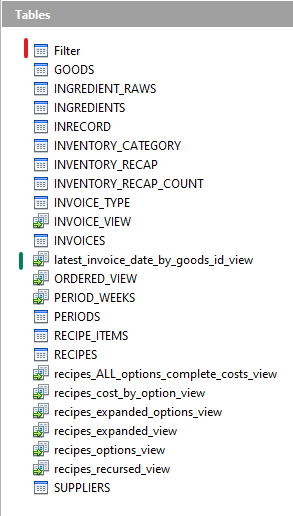 Tables
Filter
GOODS
INGREDIENT_RAWS
INGREDIENTS
INRECORD
INVENTORY_CATEGORY
INVENTORY_RECAP
INVENTORY_RECAP_COUNT
INVOICE_TYPE
INVOICE_VIEW
INVOICES
latest_invoice_date_by_goods_id_view
ORDERED_VIEW
PERIOD_WEEKS
PERIODS
RECIPE_ITEMS
RECIPES
recipes_ALL_options_complete_costs_view
recipes_cost_by_option_view
recipes_expanded_options_view
recipes_expanded_view
recipes_options_view
recipes_recursed_view
SUPPLIERS